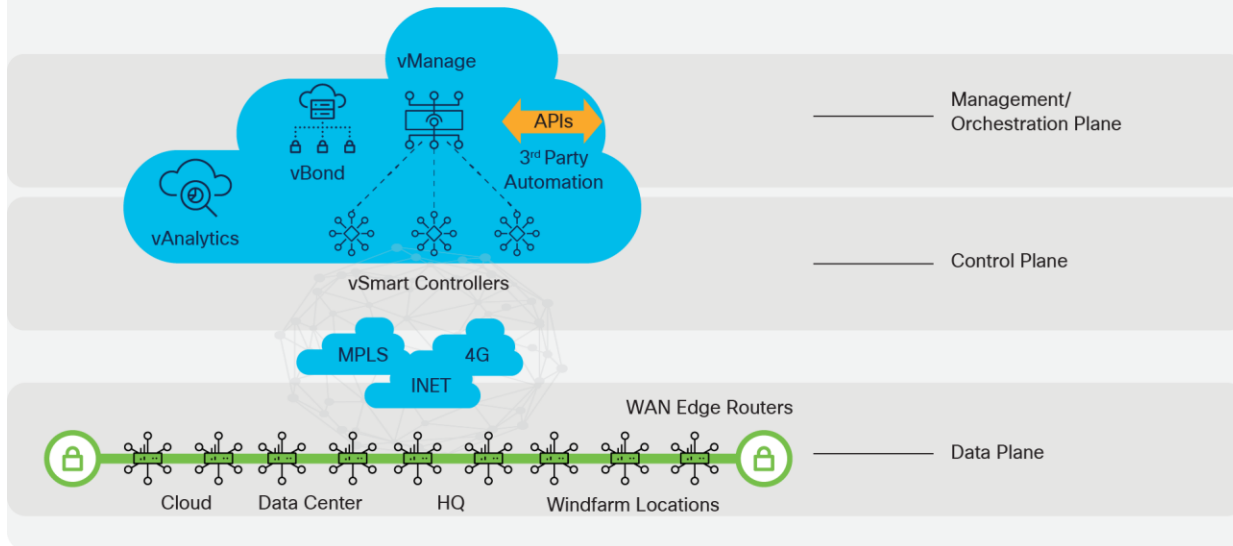 vManage
APIs
vBond
3rd Party
Automation
vAnalytics
vSmart Controllers
Management/
Orchestration Plane
Control Plane
MPLS
4G
INET
WAN Edge Routers
Data Plane
Cloud
Data Center
HQ
Windfarm Locations